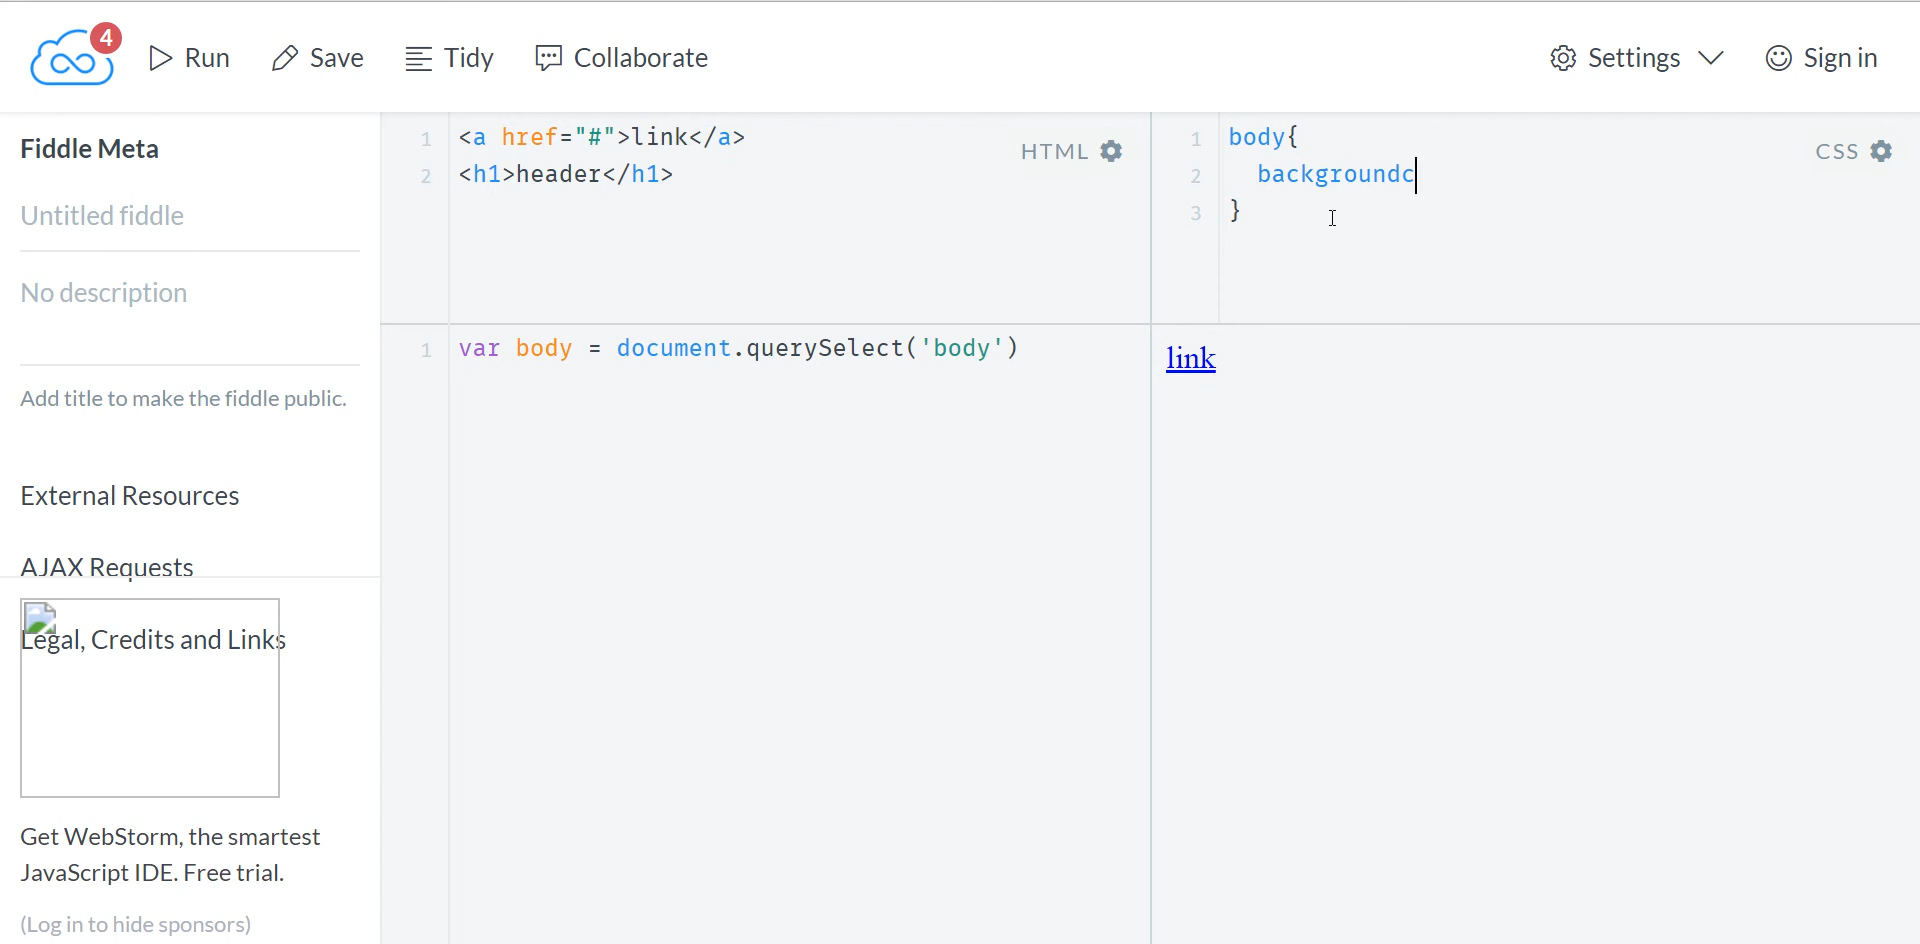 4
Run
Save
Tidy
Collaborate
Settings
Sign in
Fiddle Meta
Untitled fiddle
No description
Add title to make the fiddle public.
External Resources
AJAX Requests
Legal, Credits and Links
Get WebStorm, the smartest
JavaScript IDE. Free trial.
(Log in to hide sponsors)
1 <a href="#">link</a>
2 <h1>header</h1>
HTML
1 body{
2 backgroundc
3 }
CSS
1 var body = document.querySelect('body')
link